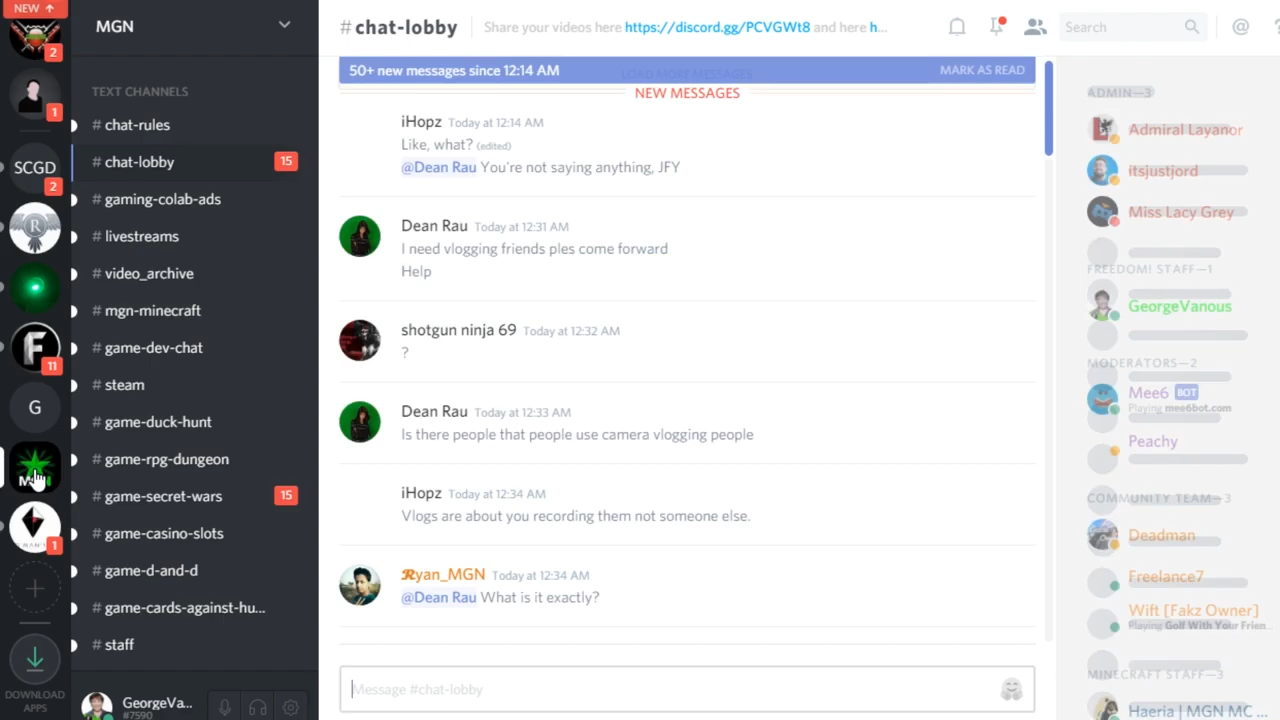 NEW ↑
2
1
SCGD
2
R
F
11
G
1
DOWNLOAD
APPS
MGN
TEXT CHANNELS
# chat-rules
# chat-lobby 15
# gaming-colab-ads
# livestreams
# video_archive
# mgn-minecraft
# game-dev-chat
# steam
# game-duck-hunt
# game-rpg-dungeon
# game-secret-wars 15
# game-casino-slots
# game-d-and-d
# game-cards-against-hu...
# staff
GeorgeVa...
#7590
#chat-lobby
Share your videos here https://discord.gg/PCVGWt8 and here h...
Search
@
50+ new messages since 12:14 AM
LOAD MORE MESSAGES
MARK AS READ
NEW MESSAGES
iHopz Today at 12:14 AM
Like, what? (edited)
@Dean Rau You're not saying anything, JFY
Dean Rau Today at 12:31 AM
I need vlogging friends ples come forward
Help
shotgun ninja 69 Today at 12:32 AM
?
Dean Rau Today at 12:33 AM
Is there people that people use camera vlogging people
iHopz Today at 12:34 AM
Vlogs are about you recording them not someone else.
Ryan_MGN Today at 12:34 AM
@Dean Rau What is it exactly?
Message #chat-lobby
ADMIN—3
Admiral Layanor
itsjustjord
Miss Lacy Grey
FREEDOM! STAFF—1
GeorgeVanous
MODERATORS—2
Mee6 BOT
Playing mee6bot.com
Peachy
COMMUNITY TEAM—3
Deadman
Freelance7
Wift [Fakz Owner]
Playing Golf With Your Frien...
MINECRAFT STAFF—3
Haeria | MGN MC ...